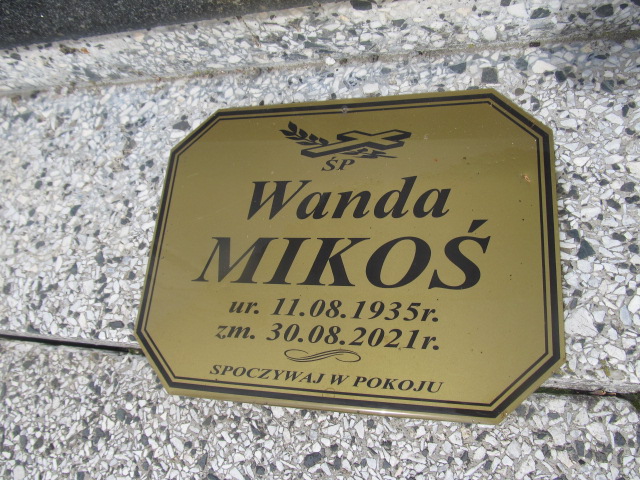 ŚP
Wanda
MIKOŚ
ur. 11.08.1935r.
zm. 30.08.2021r.
SPOCZYWAJ W POKOJU